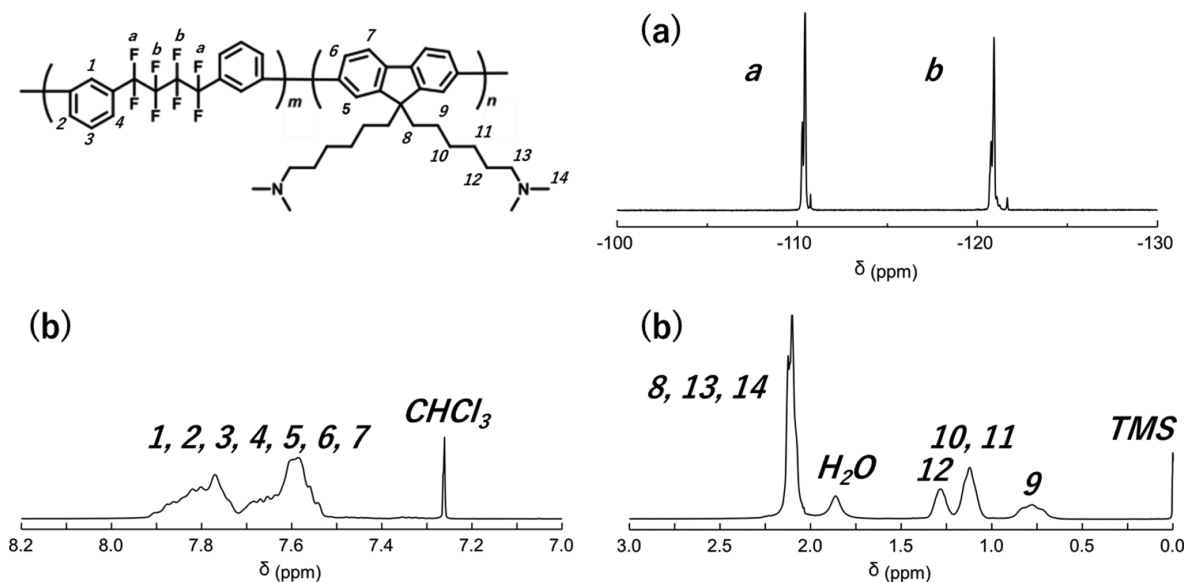 a b b a
F F F F
1
F F F F
2 3 4
m
6 7
5
n
8 9
10 11
12 13
14
N N
(a)
a b
-100 -110 -120 -130
δ (ppm)
(b)
1, 2, 3, 4, 5, 6, 7
CHCl₃
8.2 8.0 7.8 7.6 7.4 7.2 7.0
δ (ppm)
(b)
8, 13, 14
H₂O
12
10, 11
9
TMS
3.0 2.5 2.0 1.5 1.0 0.5 0.0
δ (ppm)